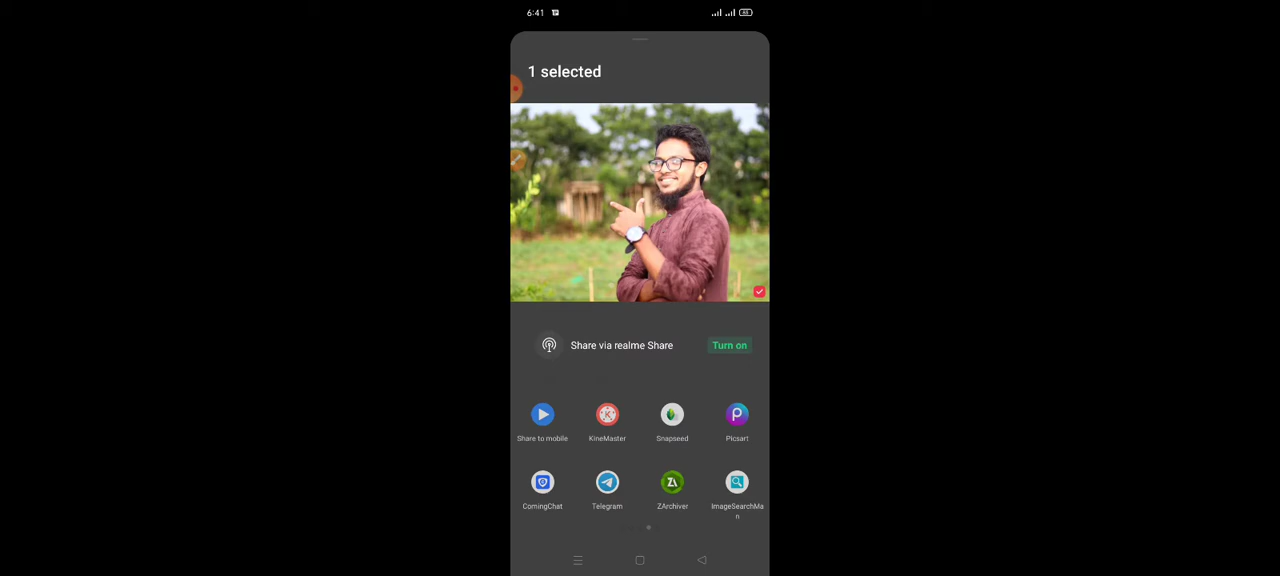 6:41
1 selected
Share via realme Share
Turn on
Share to mobile
KineMaster
Snapseed
Picsart
ComingChat
Telegram
ZArchiver
ImageSearchMa
n